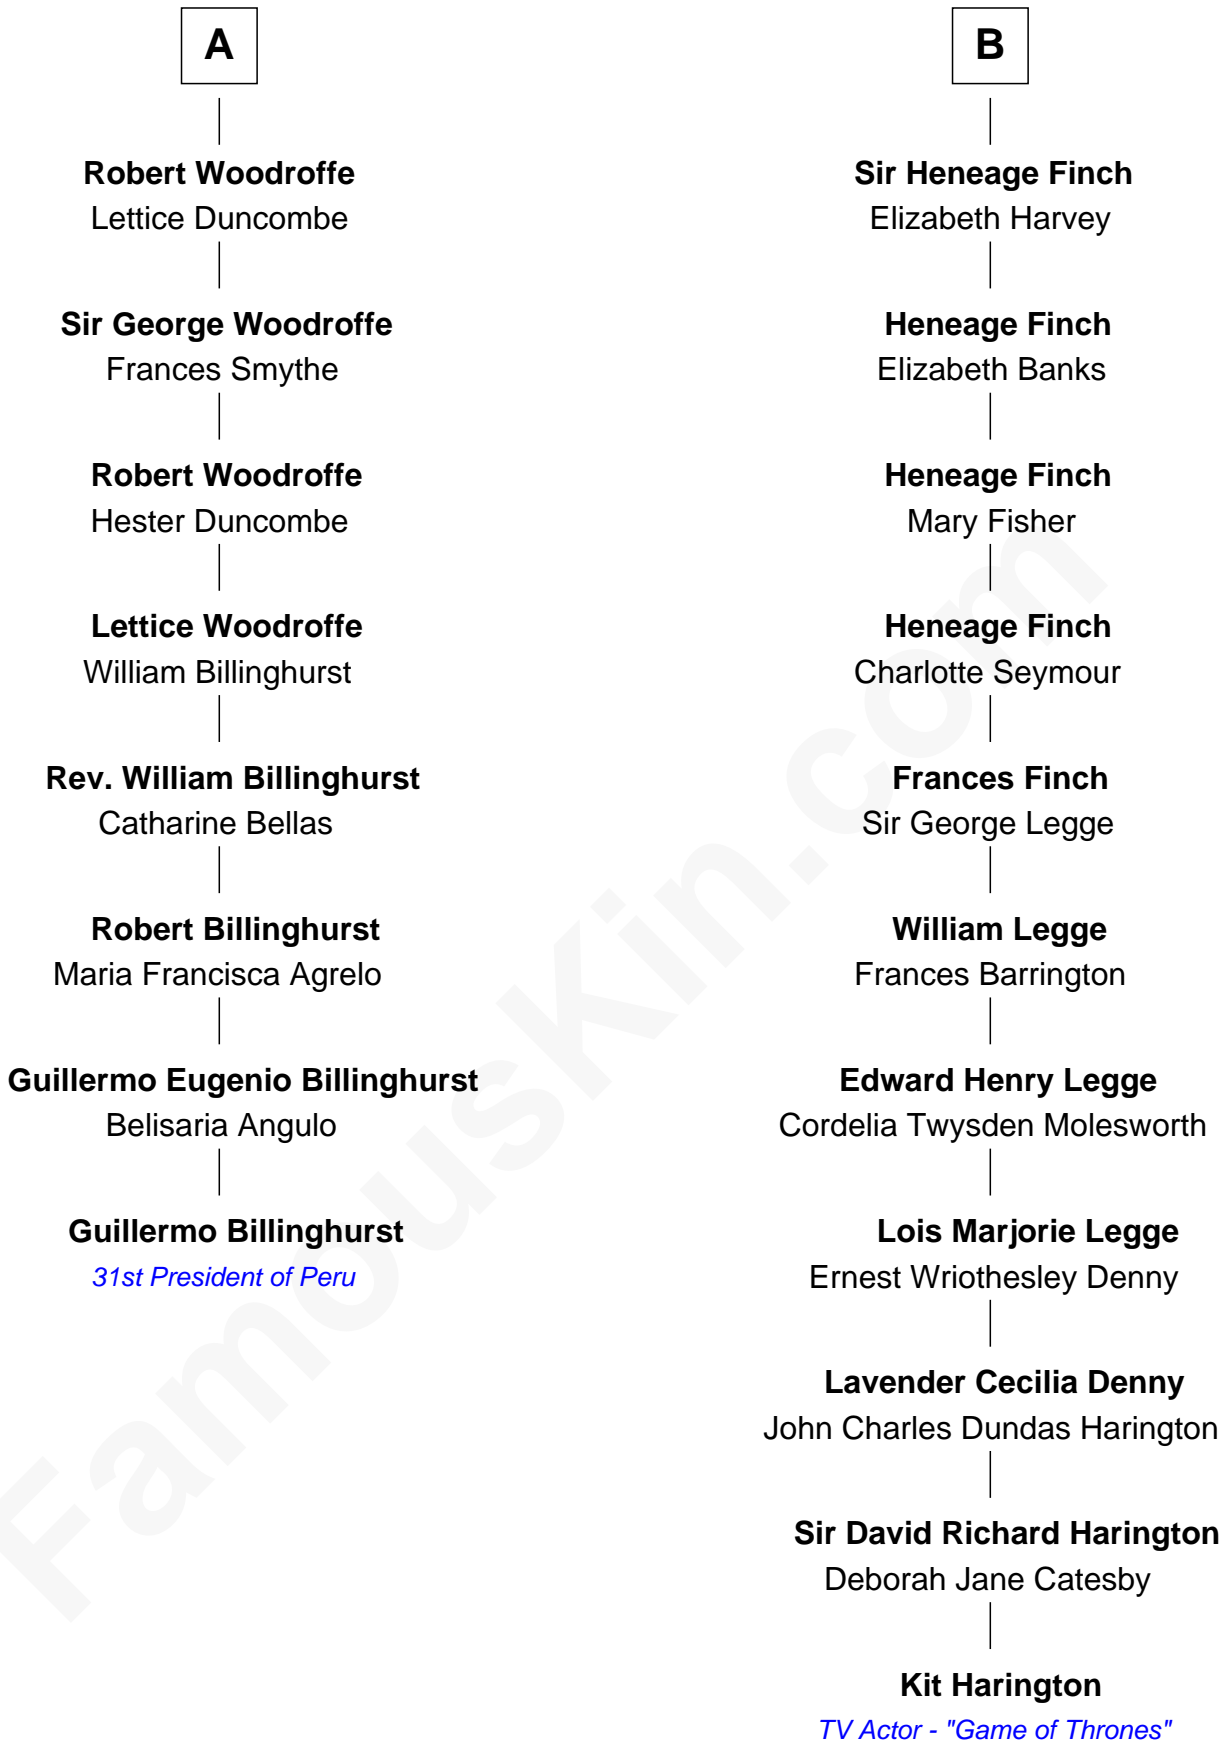 A
Robert Woodroffe
Lettice Duncombe
Sir George Woodroffe
Frances Smythe
Robert Woodroffe
Hester Duncombe
Lettice Woodroffe
William Billinghurst
Rev. William Billinghurst
Catharine Bellas
Robert Billinghurst
Maria Francisca Agrelo
Guillermo Eugenio Billinghurst
Belisaria Angulo
Guillermo Billinghurst
31st President of Peru
B
Sir Heneage Finch
Elizabeth Harvey
Heneage Finch
Elizabeth Banks
Heneage Finch
Mary Fisher
Heneage Finch
Charlotte Seymour
Frances Finch
Sir George Legge
William Legge
Frances Barrington
Edward Henry Legge
Cordelia Twysden Molesworth
Lois Marjorie Legge
Ernest Wriothesley Denny
Lavender Cecilia Denny
John Charles Dundas Harington
Sir David Richard Harington
Deborah Jane Catesby
Kit Harington
TV Actor - "Game of Thrones"
FamousKin.com